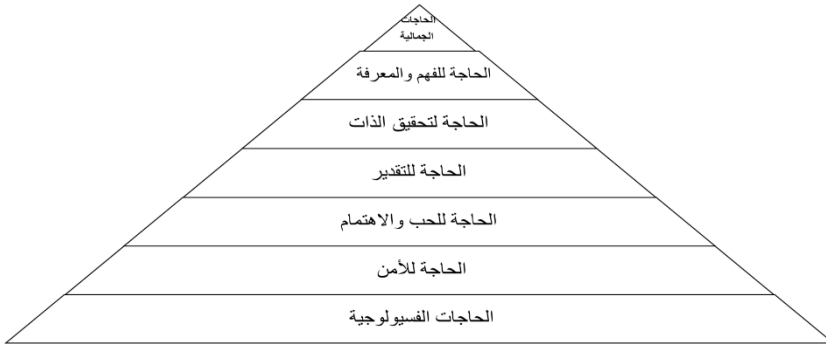 الحاجات
الجمالية
الحاجة للفهم والمعرفة
الحاجة لتحقيق الذات
الحاجة للتقدير
الحاجة للحب والاهتمام
الحاجة للأمن
الحاجات الفسيولوجية